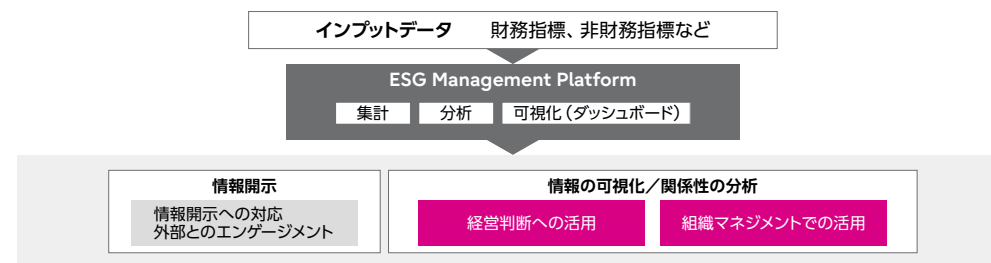 インプットデータ 財務指標、非財務指標など
ESG Management Platform
集計 分析 可視化（ダッシュボード）
情報開示
情報開示への対応
外部とのエンゲージメント
情報の可視化／関係性の分析
経営判断への活用 組織マネジメントでの活用